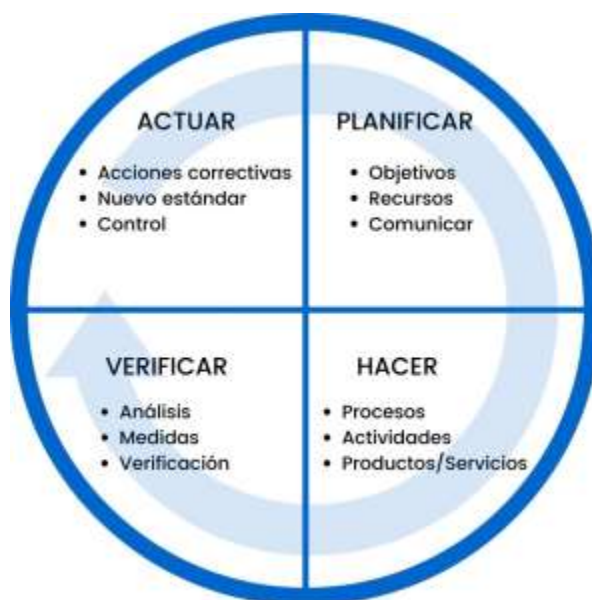 ACTUAR
• Acciones correctivas
• Nuevo estándar
• Control
PLANIFICAR
• Objetivos
• Recursos
• Comunicar
VERIFICAR
• Análisis
• Medidas
• Verificación
HACER
• Procesos
• Actividades
• Productos/Servicios